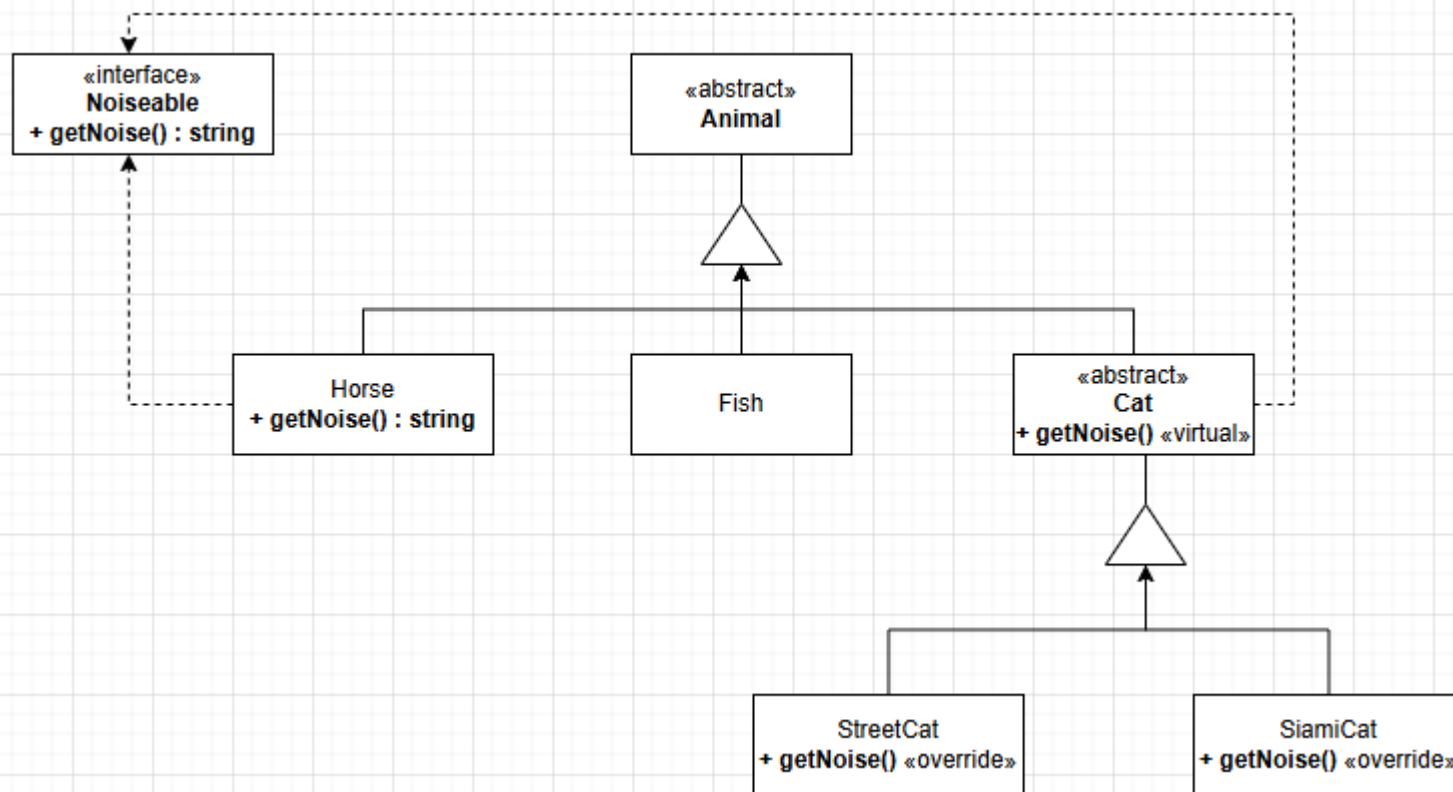 «interface»
Noiseable
+ getNoise() : string
«abstract»
Animal
Horse
+ getNoise() : string
Fish
«abstract»
Cat
+ getNoise() «virtual»
StreetCat
+ getNoise() «override»
SiamiCat
+ getNoise() «override»